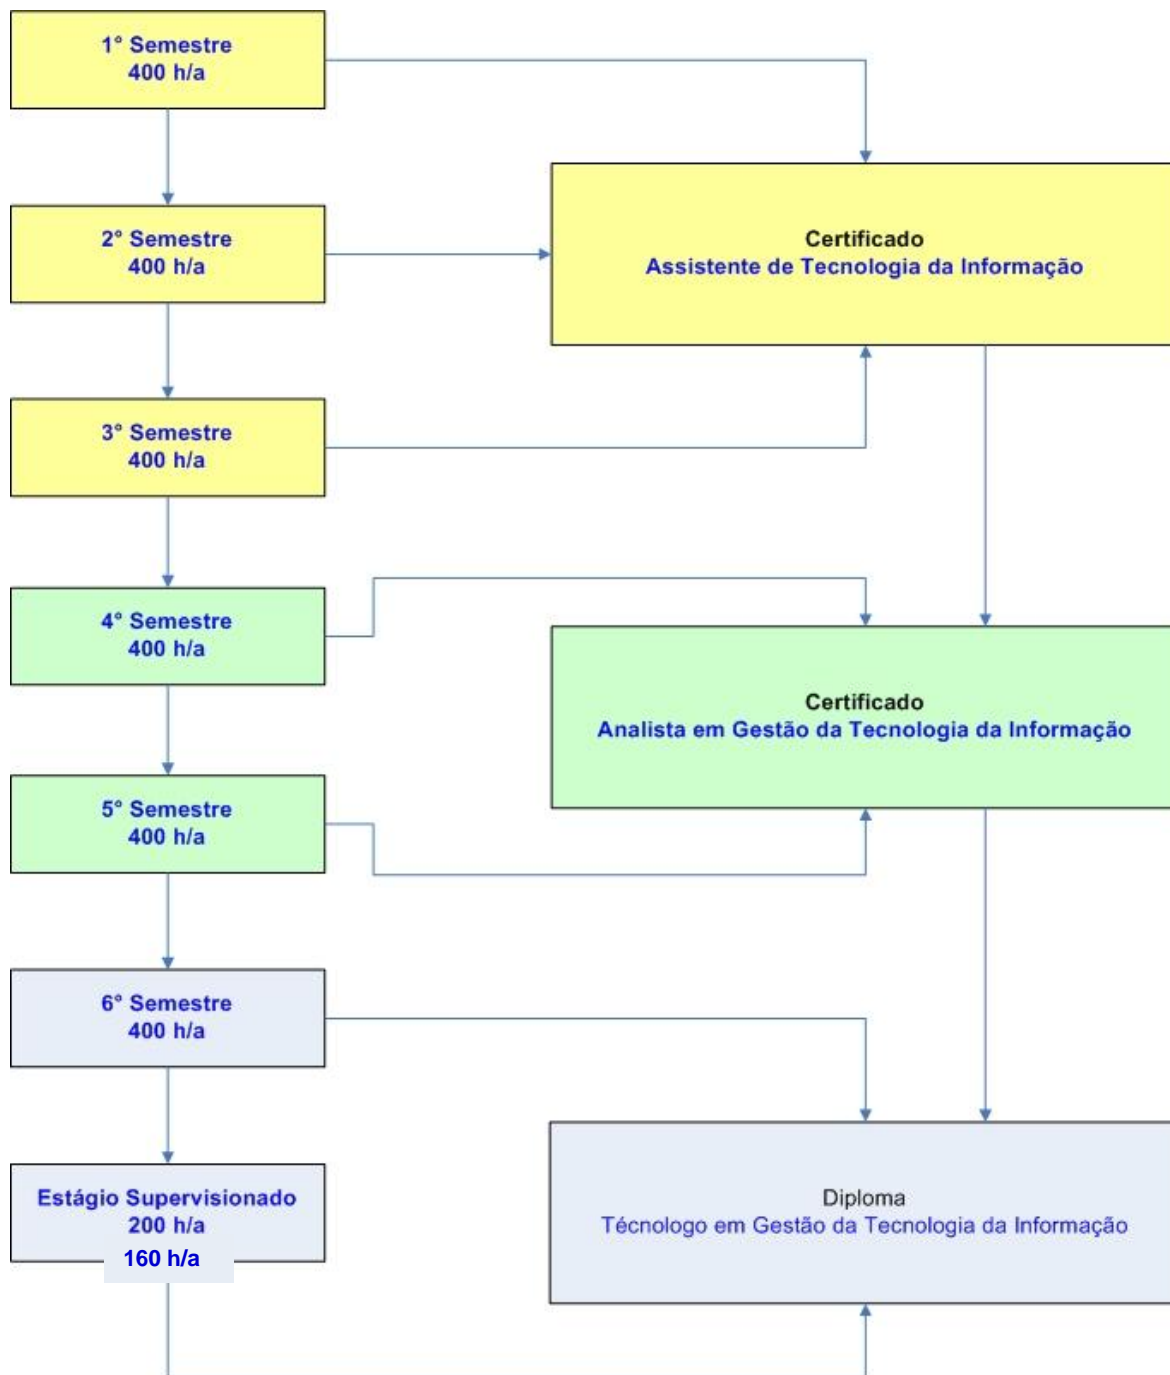 1° Semestre
400 h/a
2° Semestre
400 h/a
Certificado
Assistente de Tecnologia da Informação
3° Semestre
400 h/a
4° Semestre
400 h/a
Certificado
Analista em Gestão da Tecnologia da Informação
5° Semestre
400 h/a
6° Semestre
400 h/a
Estágio Supervisionado
200 h/a
160 h/a
Diploma
Técnologo em Gestão da Tecnologia da Informação